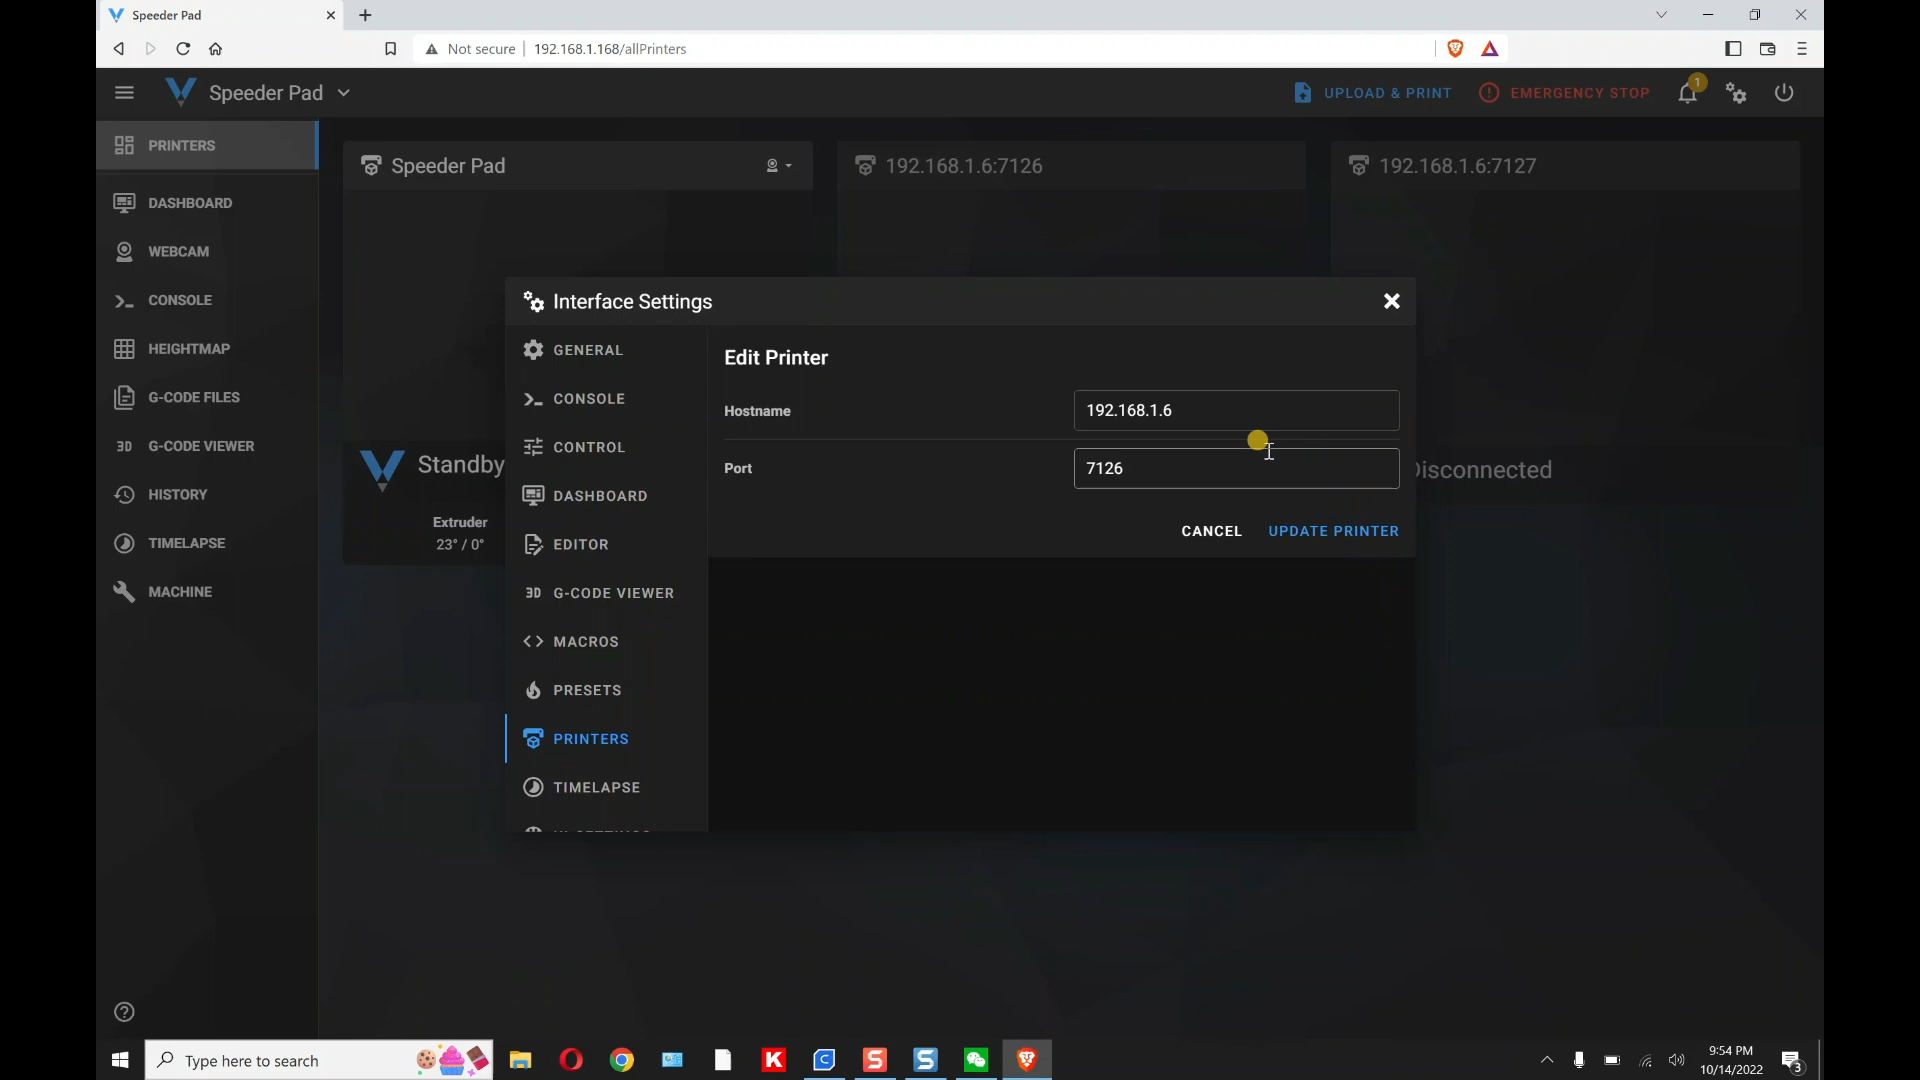 Speeder Pad
Not secure
192.168.1.168/allPrinters
Speeder Pad
UPLOAD & PRINT
EMERGENCY STOP
1
PRINTERS
DASHBOARD
WEBCAM
CONSOLE
HEIGHTMAP
G-CODE FILES
3D G-CODE VIEWER
HISTORY
TIMELAPSE
MACHINE
Speeder Pad
192.168.1.6:7126
192.168.1.6:7127
Standby
Extruder
23° / 0°
Disconnected
Interface Settings
GENERAL
CONSOLE
CONTROL
DASHBOARD
EDITOR
3D G-CODE VIEWER
MACROS
PRESETS
PRINTERS
TIMELAPSE
Edit Printer
Hostname
192.168.1.6
Port
7126
CANCEL
UPDATE PRINTER
Type here to search
9:54 PM
10/14/2022
3